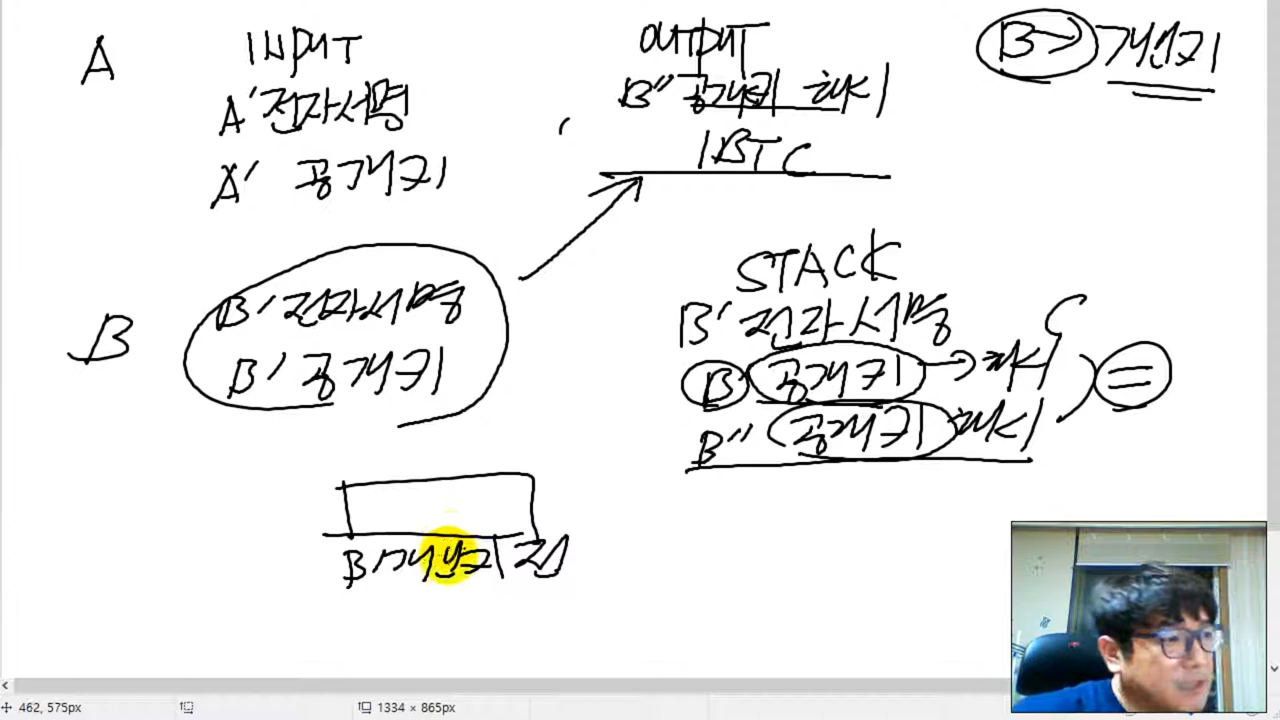 A
INPUT
A' 전자서명
A' 공개키
OUTPUT
B'' 공개키 해시
1BTC
B → 개인키
B
B' 전자서명
B' 공개키
STACK
B' 전자서명
B 공개키 → 해시
B'' 공개키 해시
=
B' 개인키
462, 575px
1334 × 865px